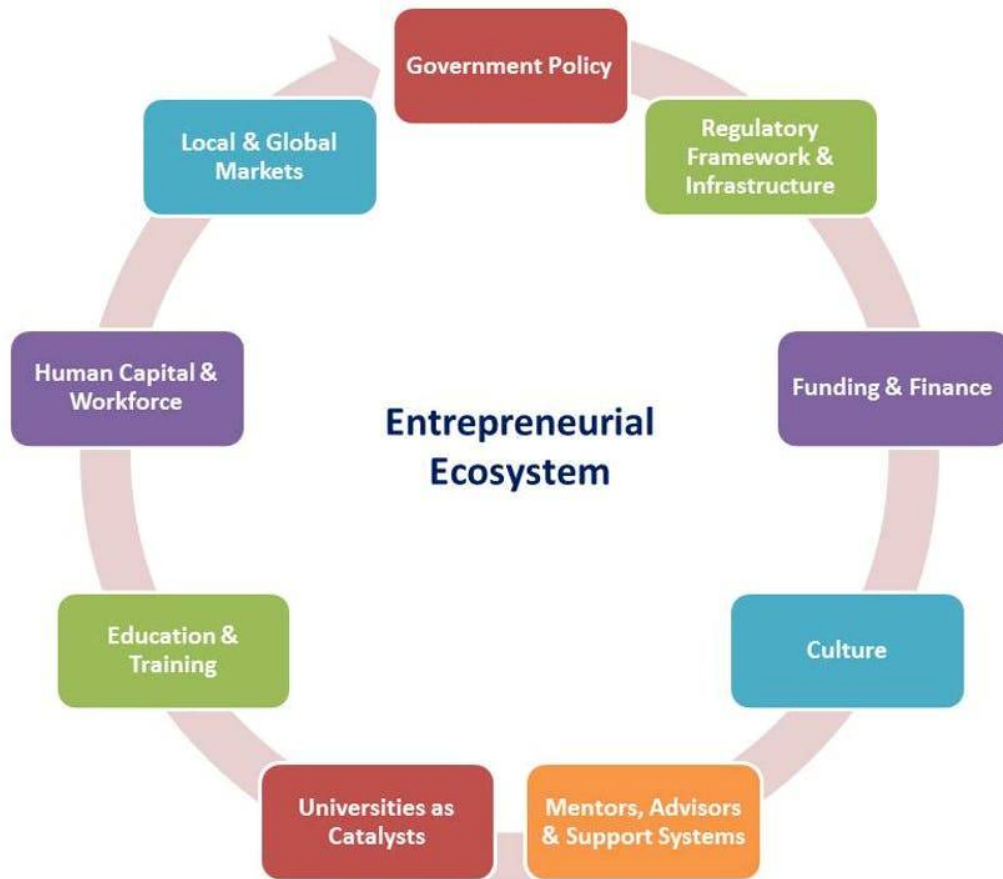 Government Policy
Regulatory
Framework &
Infrastructure
Funding & Finance
Culture
Mentors, Advisors
& Support Systems
Universities as
Catalysts
Education &
Training
Human Capital &
Workforce
Local & Global
Markets
Entrepreneurial
Ecosystem